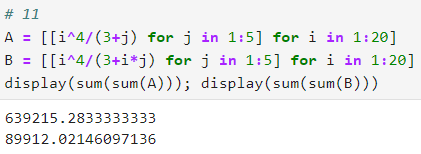 # 11
A = [[i^4/(3+j) for j in 1:5] for i in 1:20]
B = [[i^4/(3+i*j) for j in 1:5] for i in 1:20]
display(sum(sum(A))); display(sum(sum(B)))
639215.2833333333
89912.02146097136